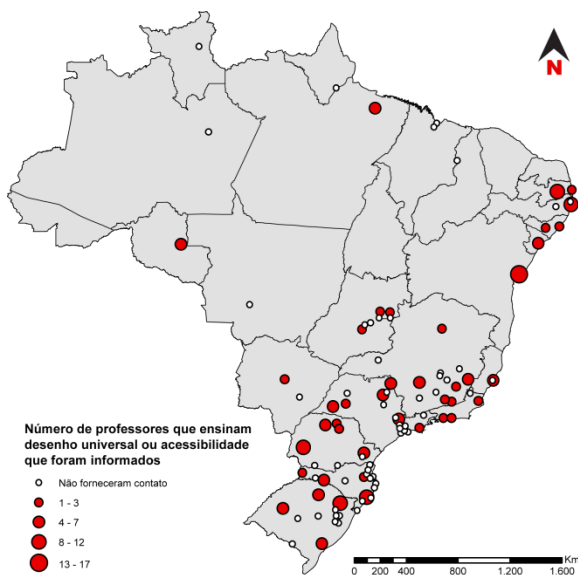 N
Número de professores que ensinam
desenho universal ou acessibilidade
que foram informados
Não forneceram contato
1 - 3
4 - 7
8 - 12
13 - 17
Km
0 200 400 800 1.200 1.600